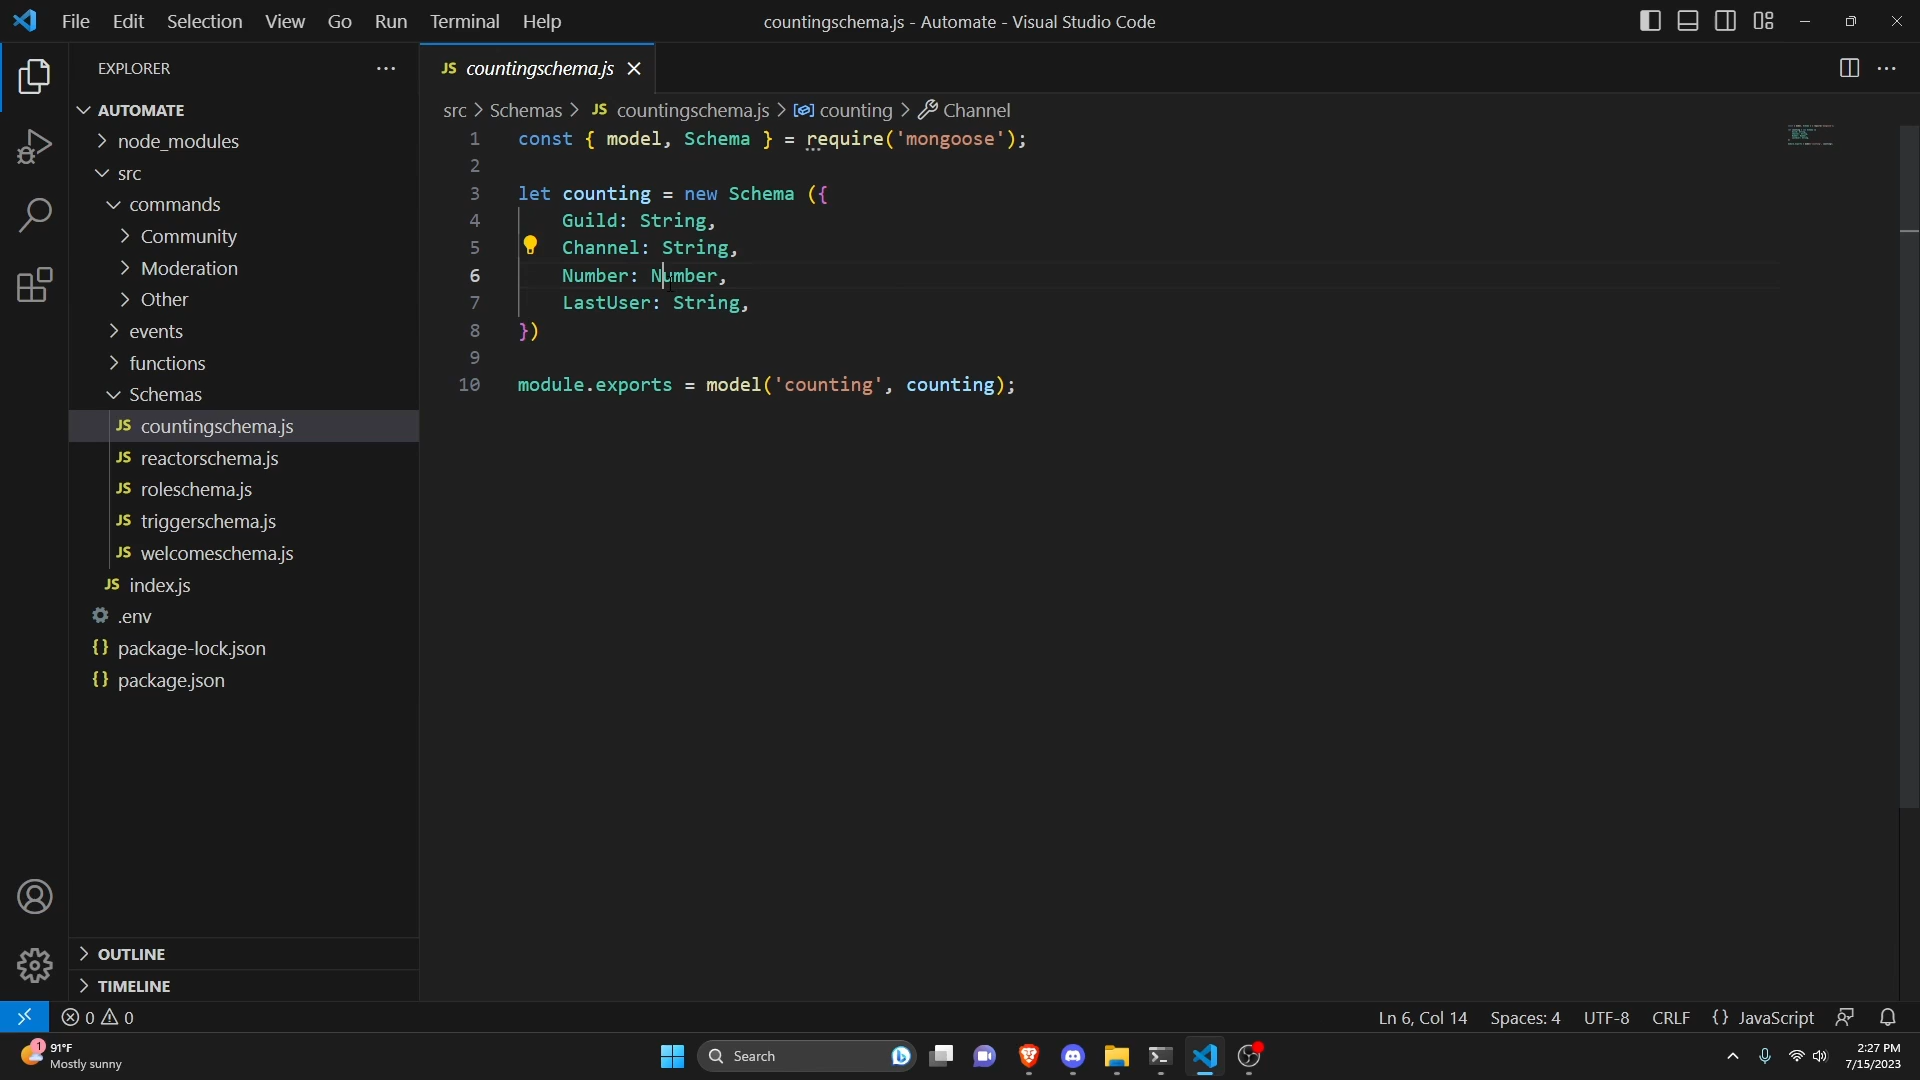 File Edit Selection View Go Run Terminal Help
countingschema.js - Automate - Visual Studio Code
EXPLORER
JS countingschema.js
AUTOMATE
src > Schemas > JS countingschema.js > counting > Channel
node_modules
src
commands
Community
Moderation
Other
events
functions
Schemas
JS countingschema.js
JS reactorschema.js
JS roleschema.js
JS triggerschema.js
JS welcomeschema.js
JS index.js
.env
{} package-lock.json
{} package.json
OUTLINE
TIMELINE
1 const { model, Schema } = require('mongoose');
2
3 let counting = new Schema ({
4 Guild: String,
5 Channel: String,
6 Number: Number,
7 LastUser: String,
8 })
9
10 module.exports = model('counting', counting);
0 0
Ln 6, Col 14 Spaces: 4 UTF-8 CRLF {} JavaScript
1
91°F
Mostly sunny
Search
2:27 PM
7/15/2023